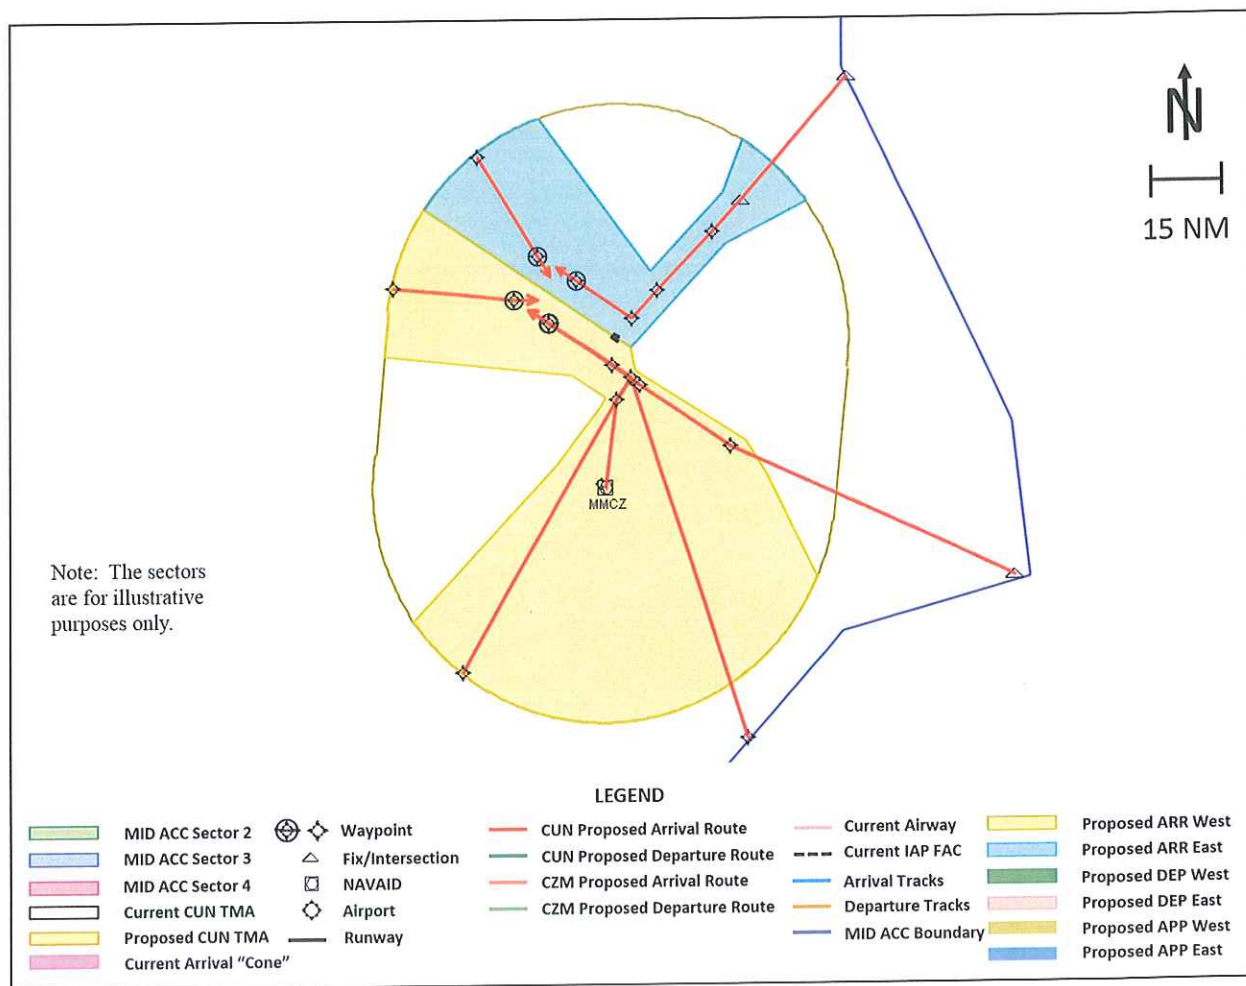 N
15 NM
MMCZ
Note: The sectors
are for illustrative
purposes only.
LEGEND
MID ACC Sector 2
MID ACC Sector 3
MID ACC Sector 4
Current CUN TMA
Proposed CUN TMA
Current Arrival “Cone”
Waypoint
Fix/Intersection
NAVAID
Airport
Runway
CUN Proposed Arrival Route
CUN Proposed Departure Route
CZM Proposed Arrival Route
CZM Proposed Departure Route
Current Airway
Current IAP FAC
Arrival Tracks
Departure Tracks
MID ACC Boundary
Proposed ARR West
Proposed ARR East
Proposed DEP West
Proposed DEP East
Proposed APP West
Proposed APP East